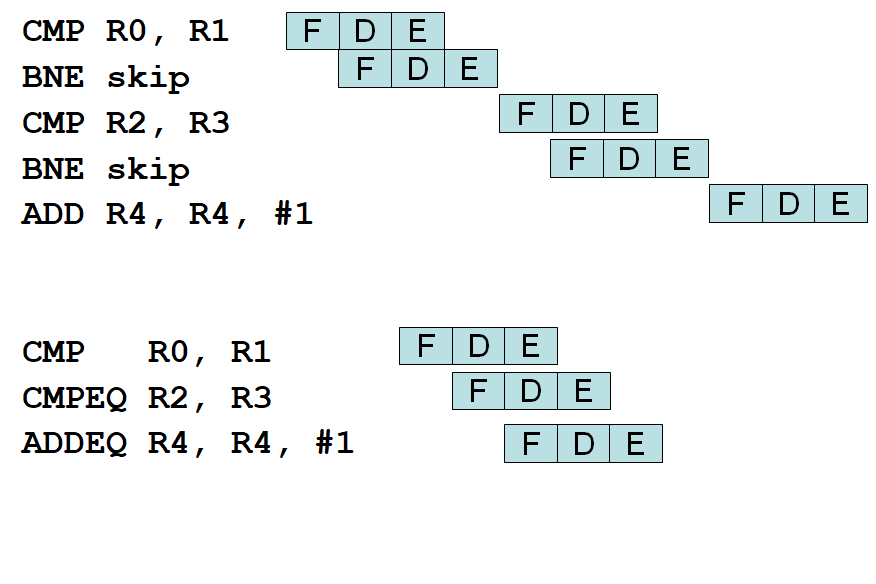 CMP R0, R1 F D E
BNE skip F D E
CMP R2, R3 F D E
BNE skip F D E
ADD R4, R4, #1 F D E
CMP R0, R1 F D E
CMPEQ R2, R3 F D E
ADDEQ R4, R4, #1 F D E